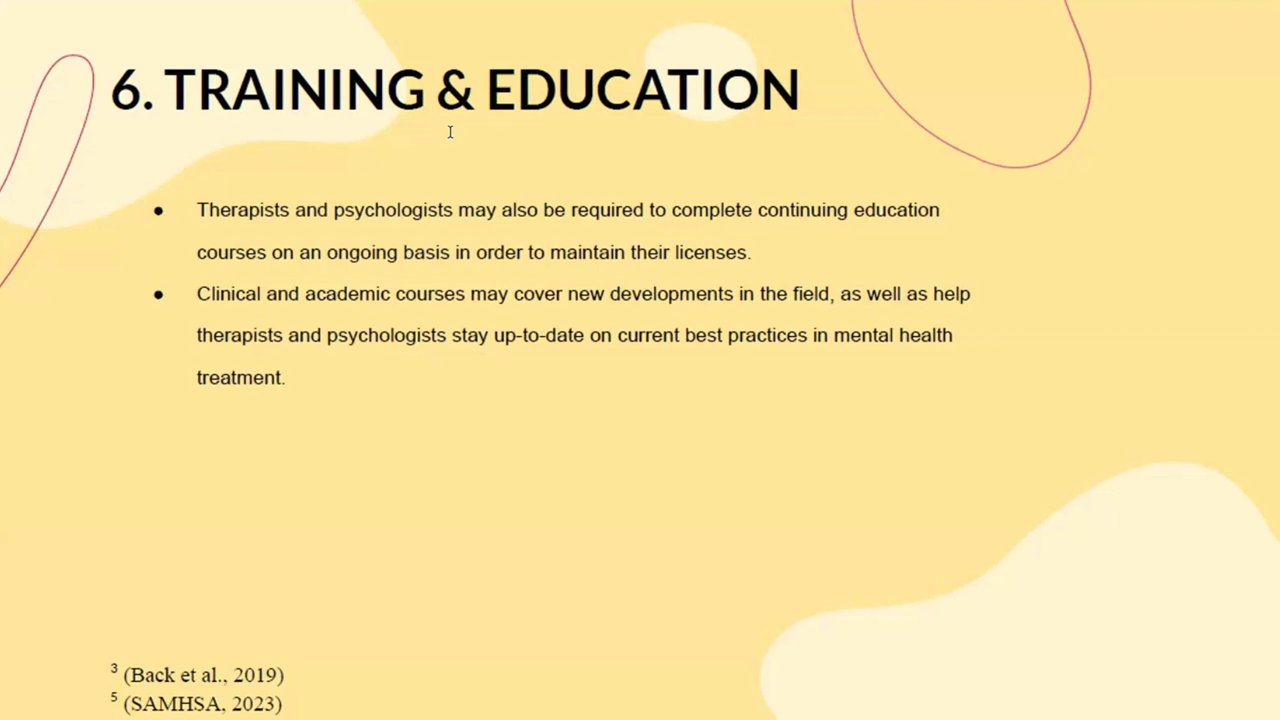 6. TRAINING & EDUCATION
● Therapists and psychologists may also be required to complete continuing education
courses on an ongoing basis in order to maintain their licenses.
● Clinical and academic courses may cover new developments in the field, as well as help
therapists and psychologists stay up-to-date on current best practices in mental health
treatment.
³ (Back et al., 2019)
⁵ (SAMHSA, 2023)